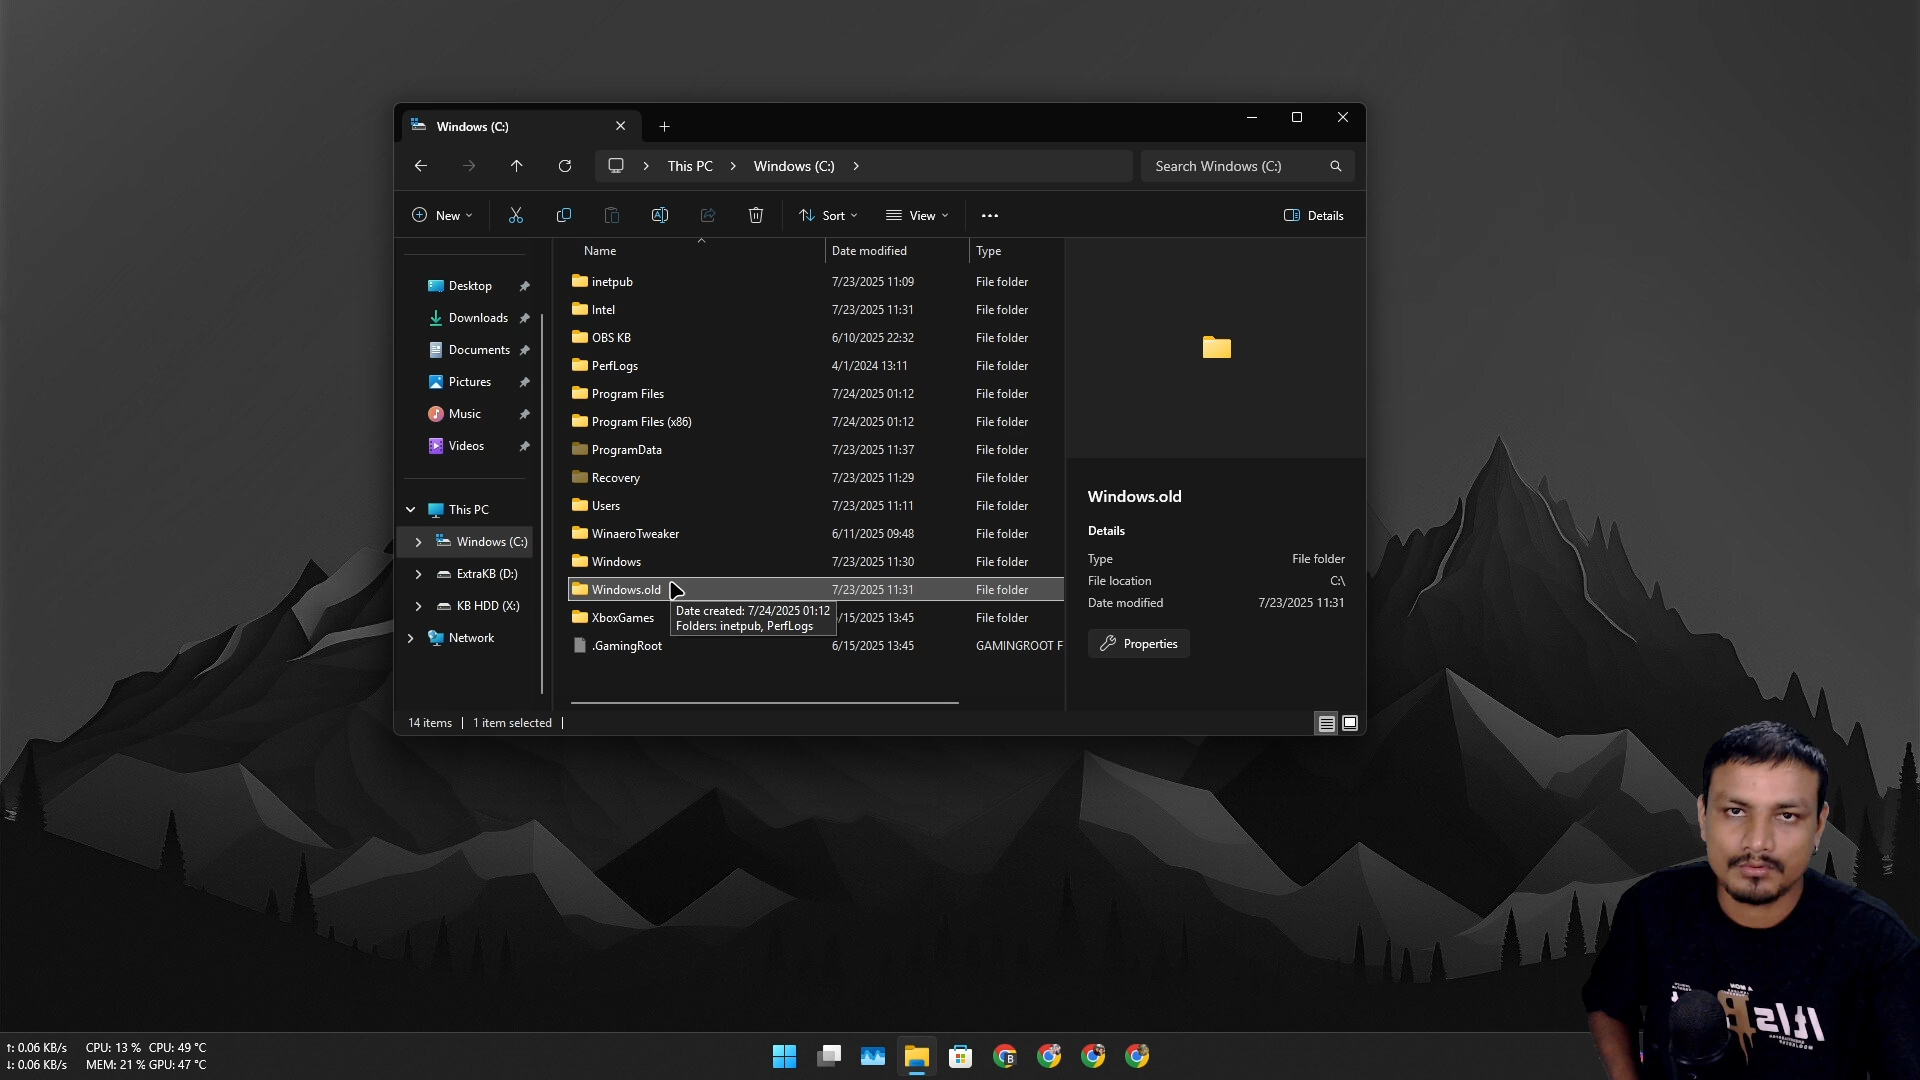 Windows (C:)
This PC
Windows (C:)
Search Windows (C:)
New
Sort
View
Details
Name
Date modified
Type
Desktop
Downloads
Documents
Pictures
Music
Videos
This PC
Windows (C:)
ExtraKB (D:)
KB HDD (X:)
Network
inetpub 7/23/2025 11:09 File folder
Intel 7/23/2025 11:31 File folder
OBS KB 6/10/2025 22:32 File folder
PerfLogs 4/1/2024 13:11 File folder
Program Files 7/24/2025 01:12 File folder
Program Files (x86) 7/24/2025 01:12 File folder
ProgramData 7/23/2025 11:37 File folder
Recovery 7/23/2025 11:29 File folder
Users 7/23/2025 11:11 File folder
WinaeroTweaker 6/11/2025 09:48 File folder
Windows 7/23/2025 11:30 File folder
Windows.old 7/23/2025 11:31 File folder
XboxGames /15/2025 13:45 File folder
.GamingRoot 6/15/2025 13:45 GAMINGROOT F
Date created: 7/24/2025 01:12
Folders: inetpub, PerfLogs
Windows.old
Details
Type File folder
File location C:\
Date modified 7/23/2025 11:31
Properties
14 items
1 item selected
↑: 0.06 KB/s CPU: 13 % CPU: 49 °C
↓: 0.06 KB/s MEM: 21 % GPU: 47 °C
B